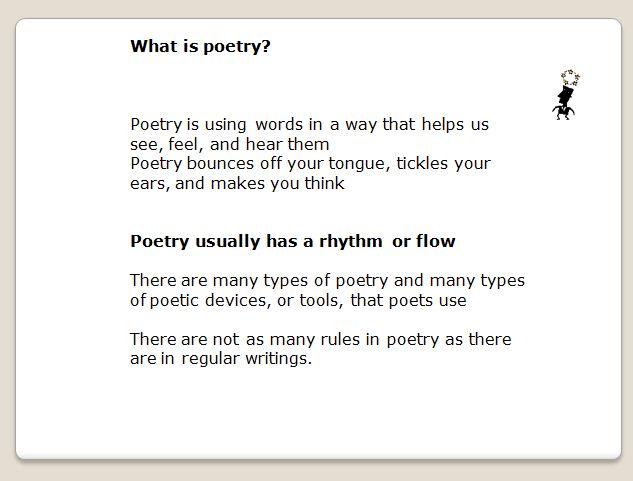 What is poetry?
Poetry is using words in a way that helps us
see, feel, and hear them
Poetry bounces off your tongue, tickles your
ears, and makes you think
Poetry usually has a rhythm or flow
There are many types of poetry and many types
of poetic devices, or tools, that poets use
There are not as many rules in poetry as there
are in regular writings.